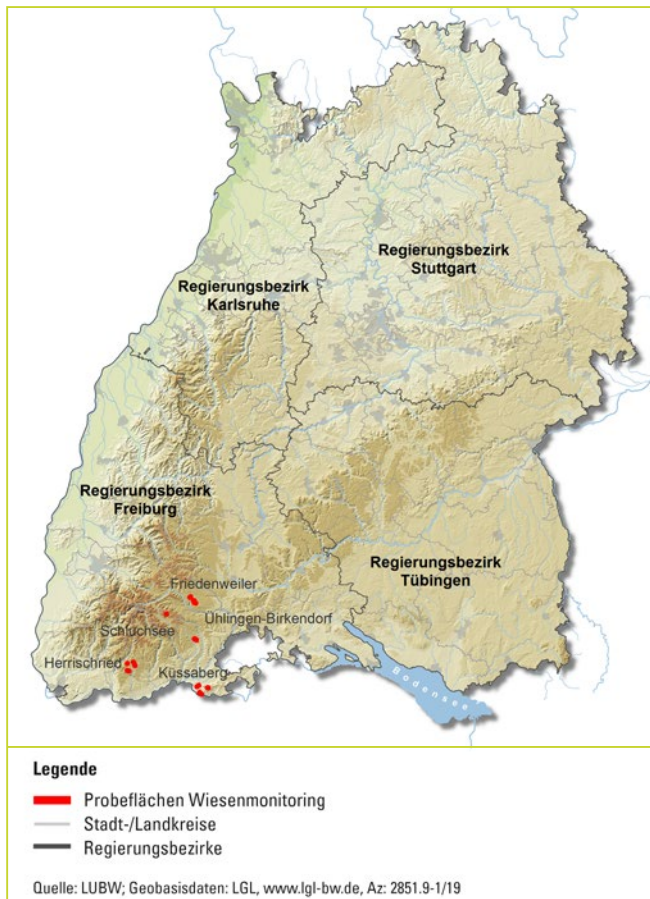 Regierungsbezirk
Stuttgart
Regierungsbezirk
Karlsruhe
Regierungsbezirk
Freiburg
Regierungsbezirk
Tübingen
Friedenweiler
Ühlingen-Birkendorf
Schluchsee
Herrischried
Küssaberg
Bodensee
Legende
Probeflächen Wiesenmonitoring
Stadt-/Landkreise
Regierungsbezirke
Quelle: LUBW; Geobasisdaten: LGL, www.lgl-bw.de, Az: 2851.9-1/19